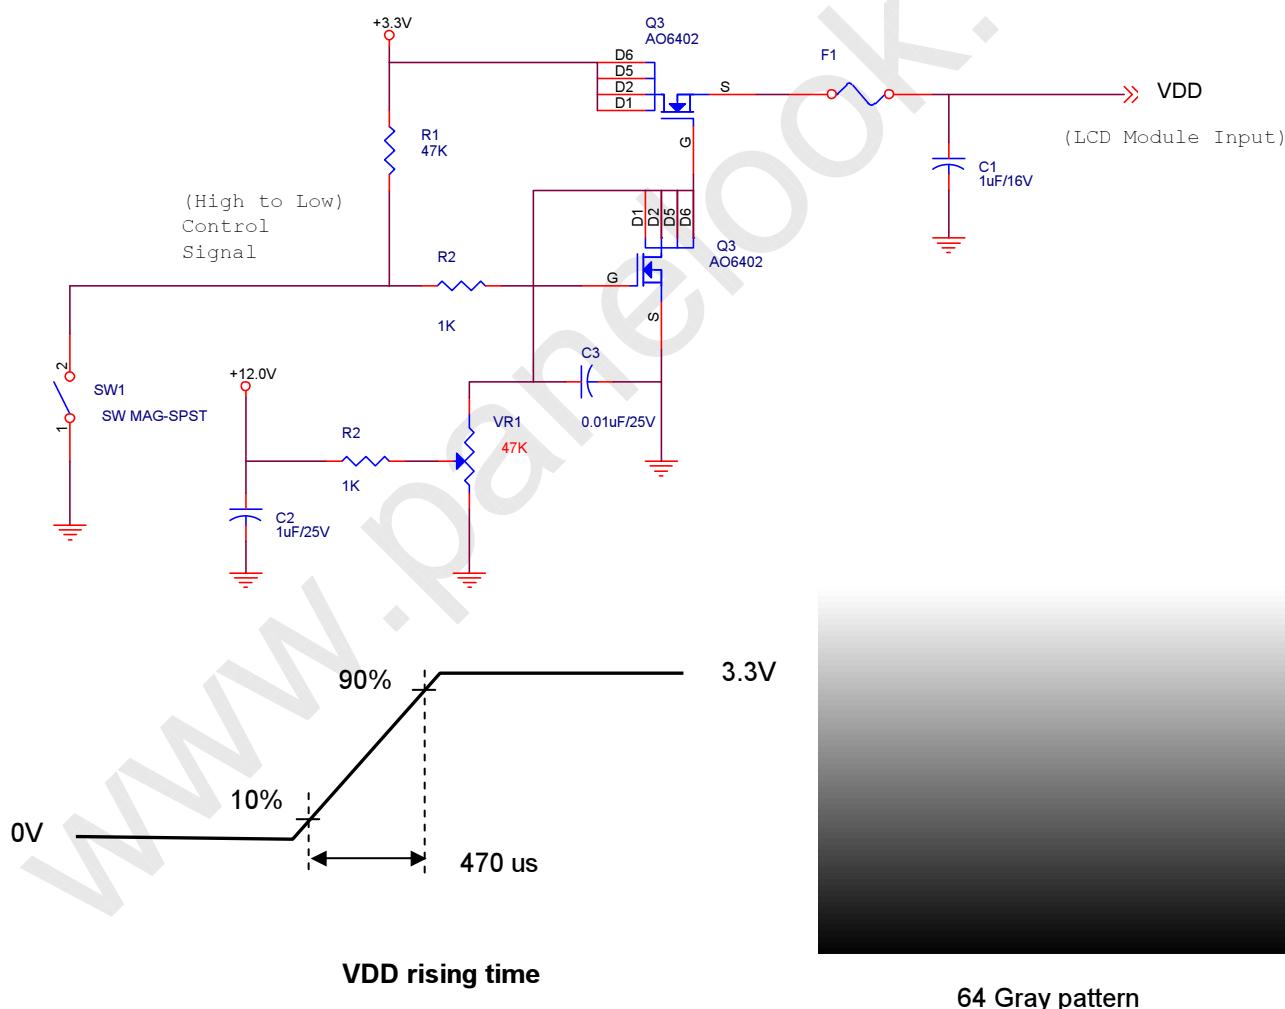 +3.3V
Q3
AO6402
D6
D5
D2
D1
S
G
F1
VDD
(LCD Module Input)
R1
47K
C1
1uF/16V
(High to Low)
Control
Signal
D1
D2
D5
D6
Q3
AO6402
R2
1K
G
S
2
1
SW1
SW MAG-SPST
+12.0V
C3
0.01uF/25V
VR1
47K
R2
1K
C2
1uF/25V
90%
3.3V
10%
0V
470 us
VDD rising time
64 Gray pattern
www.panelook.